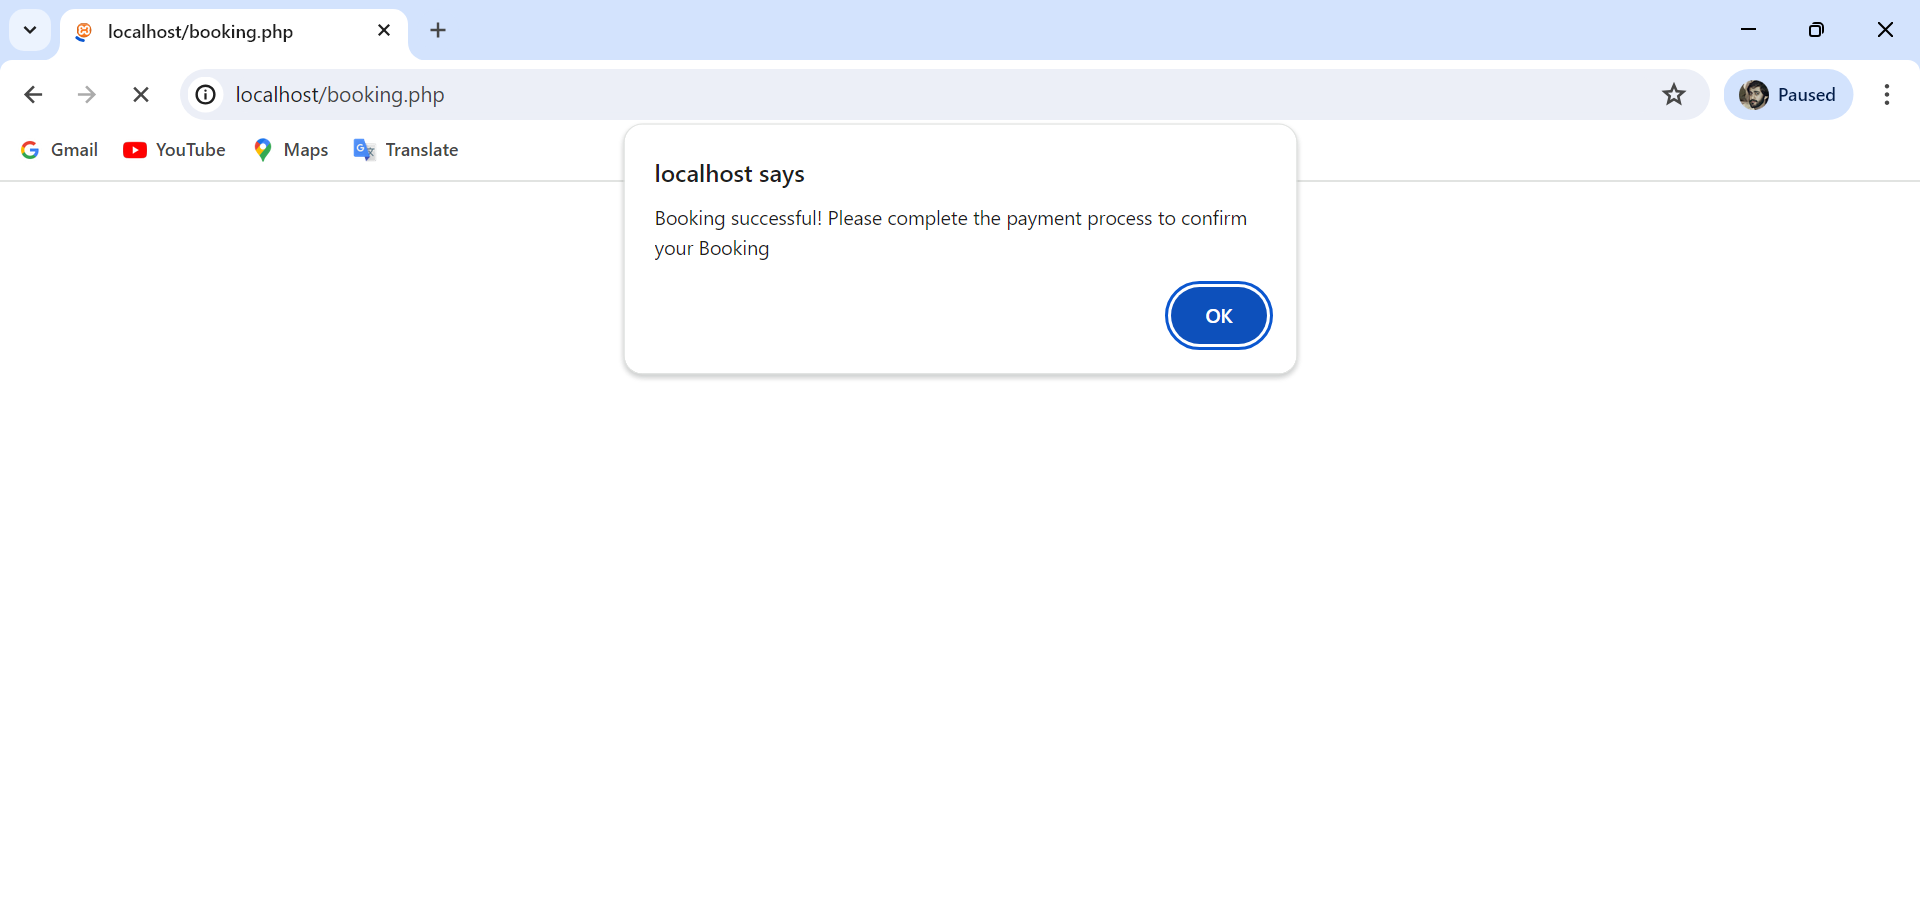 localhost/booking.php
localhost/booking.php
Paused
Gmail
YouTube
Maps
Translate
localhost says
Booking successful! Please complete the payment process to confirm
your Booking
OK